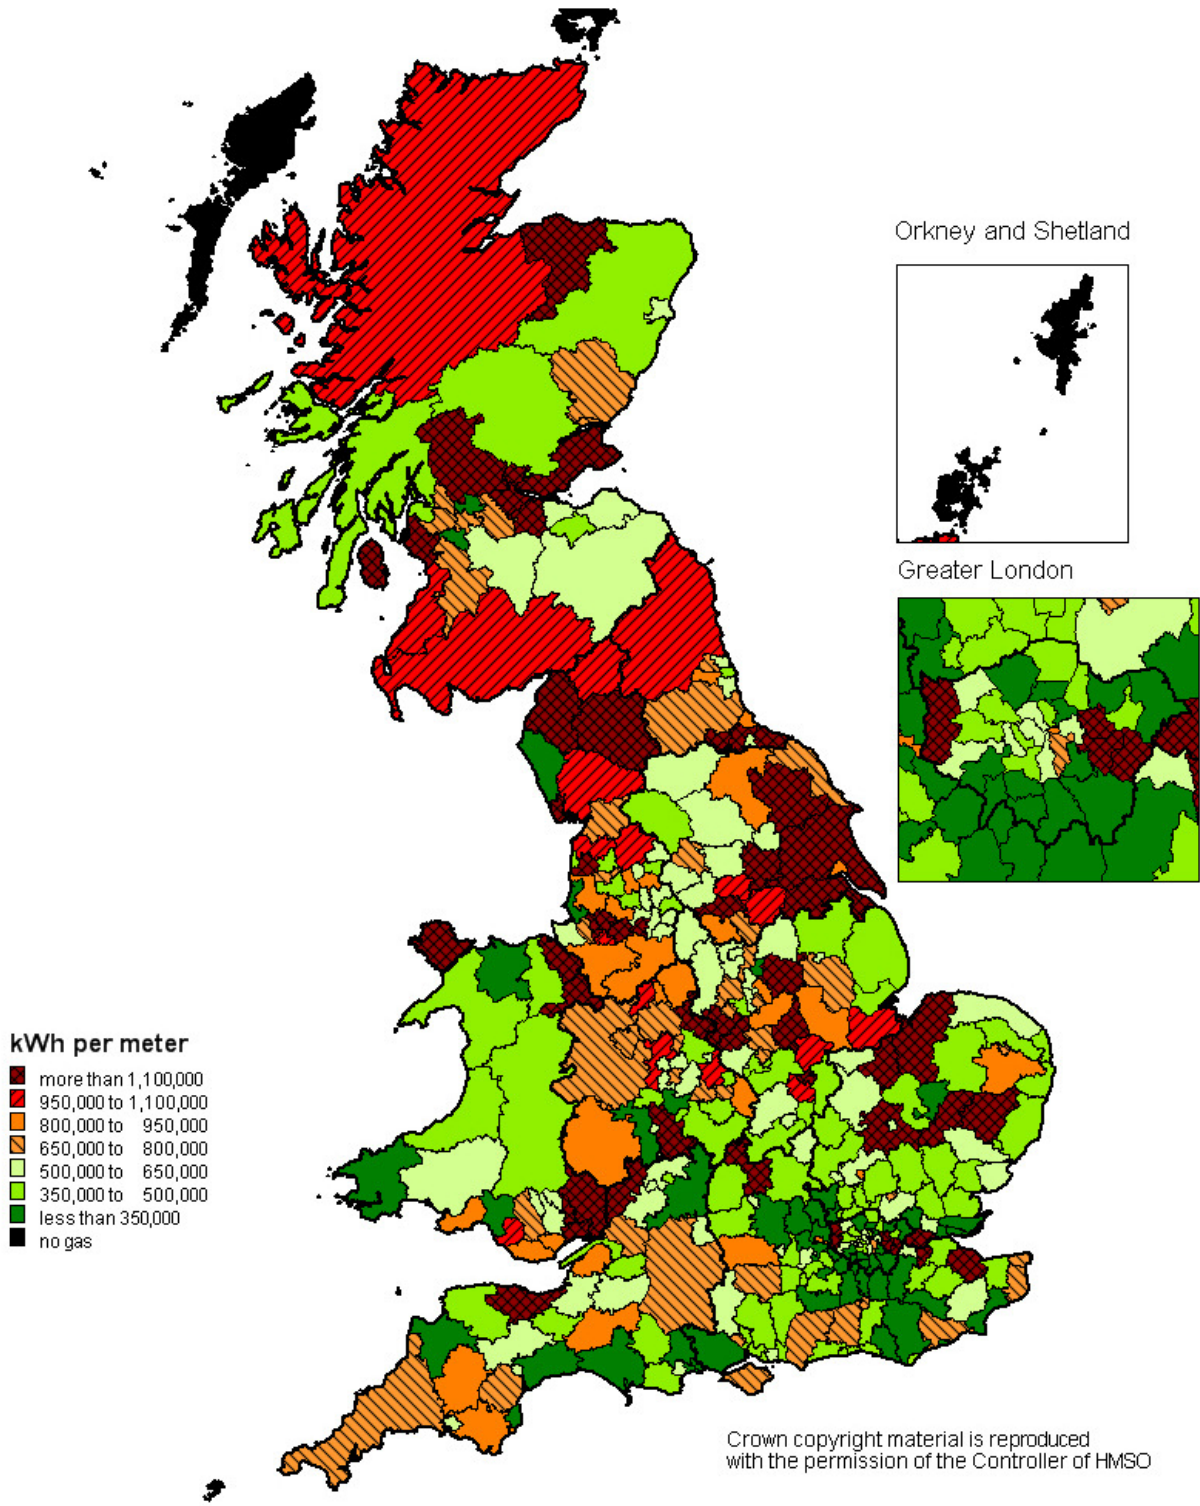 Orkney and Shetland
Greater London
kWh per meter
more than 1,100,000
950,000 to 1,100,000
800,000 to 950,000
650,000 to 800,000
500,000 to 650,000
350,000 to 500,000
less than 350,000
no gas
Crown copyright material is reproduced
with the permission of the Controller of HMSO